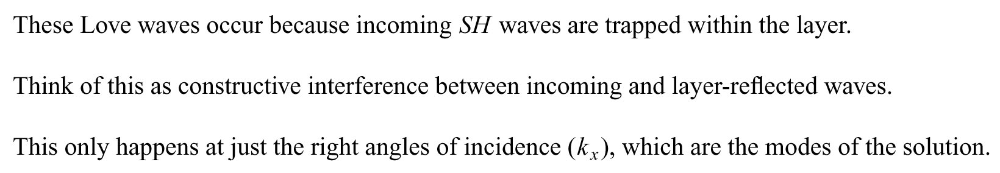 These Love waves occur because incoming SH waves are trapped within the layer.
Think of this as constructive interference between incoming and layer-reflected waves.
This only happens at just the right angles of incidence (kₓ), which are the modes of the solution.